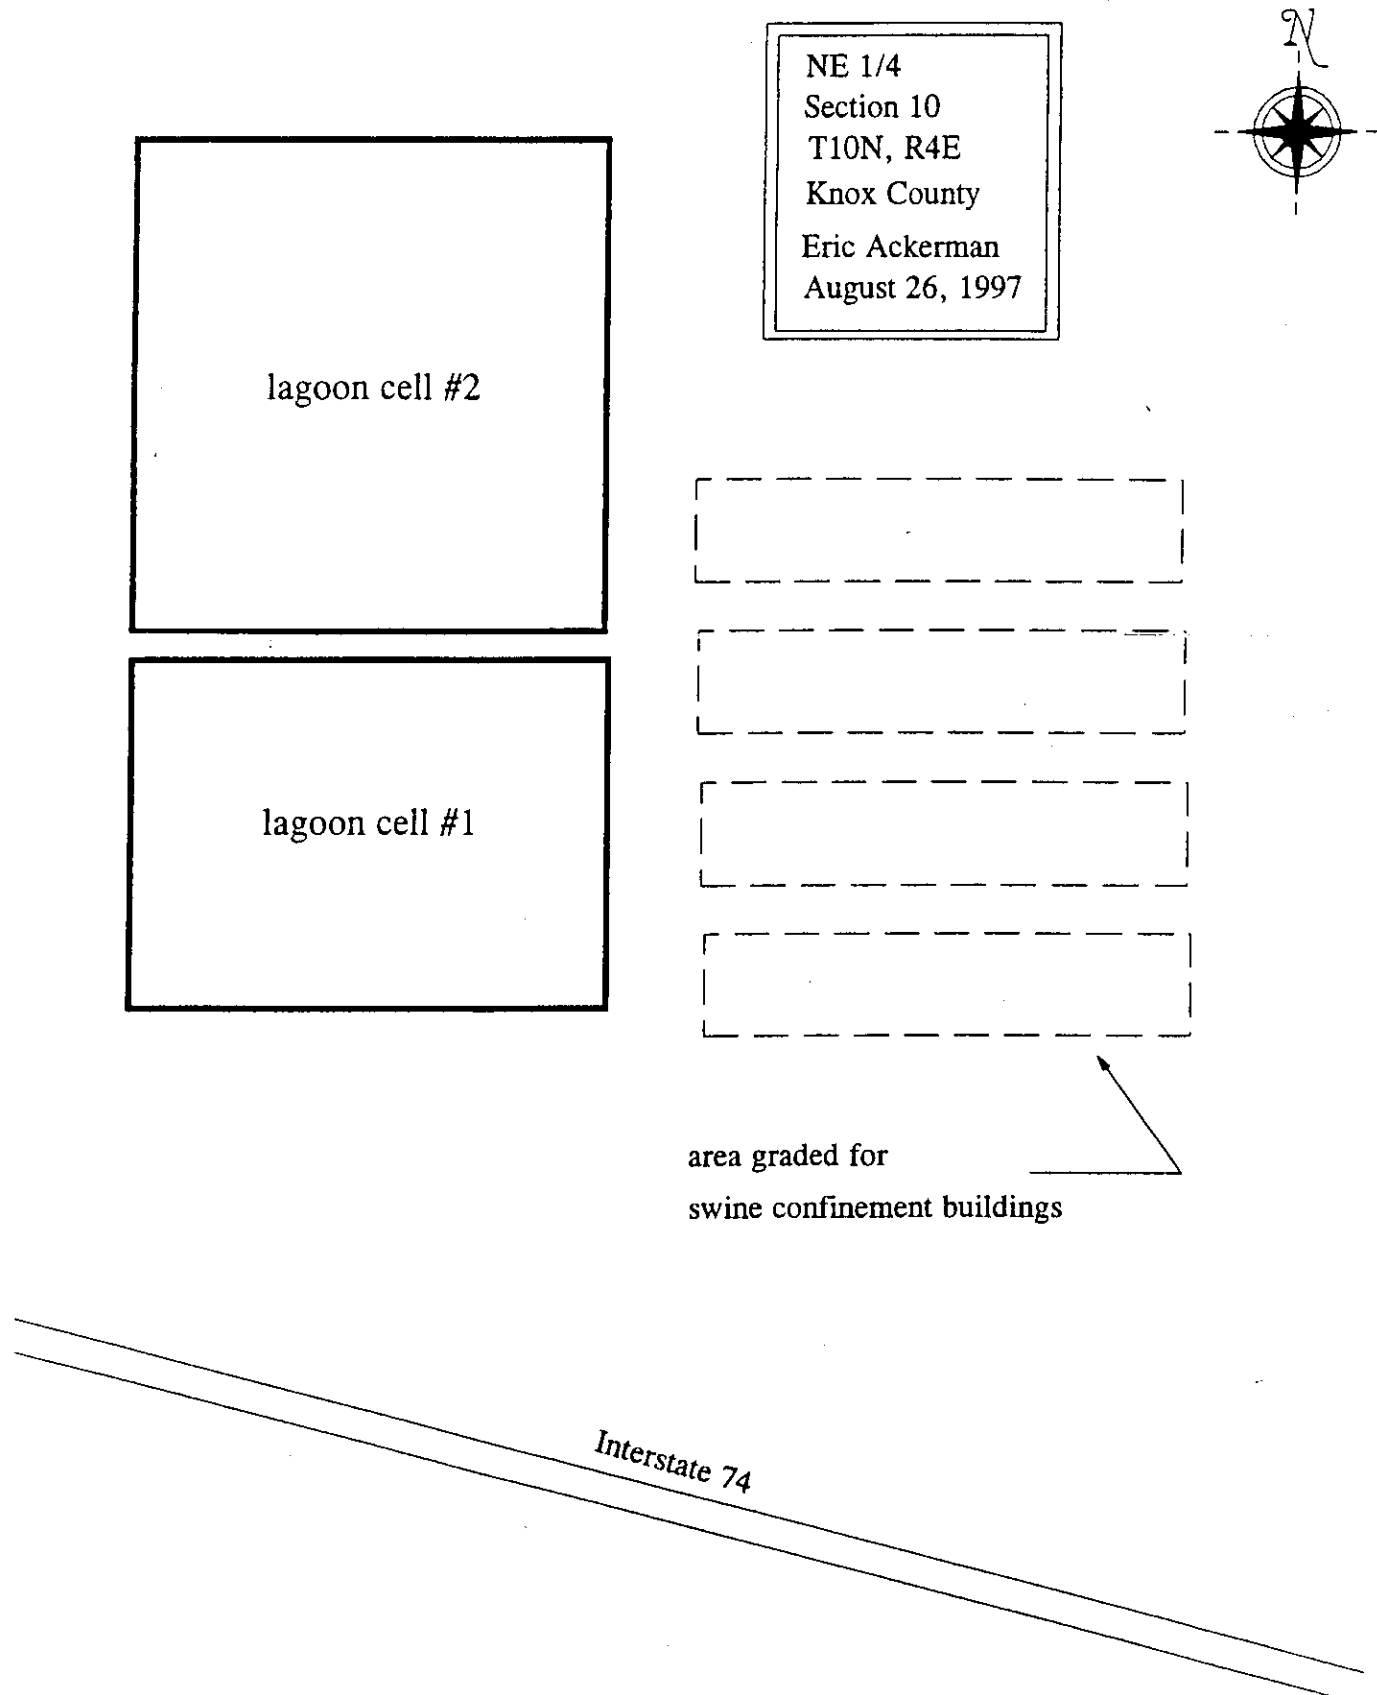 N
NE 1/4
Section 10
T10N, R4E
Knox County
Eric Ackerman
August 26, 1997
lagoon cell #2
lagoon cell #1
area graded for
swine confinement buildings
Interstate 74